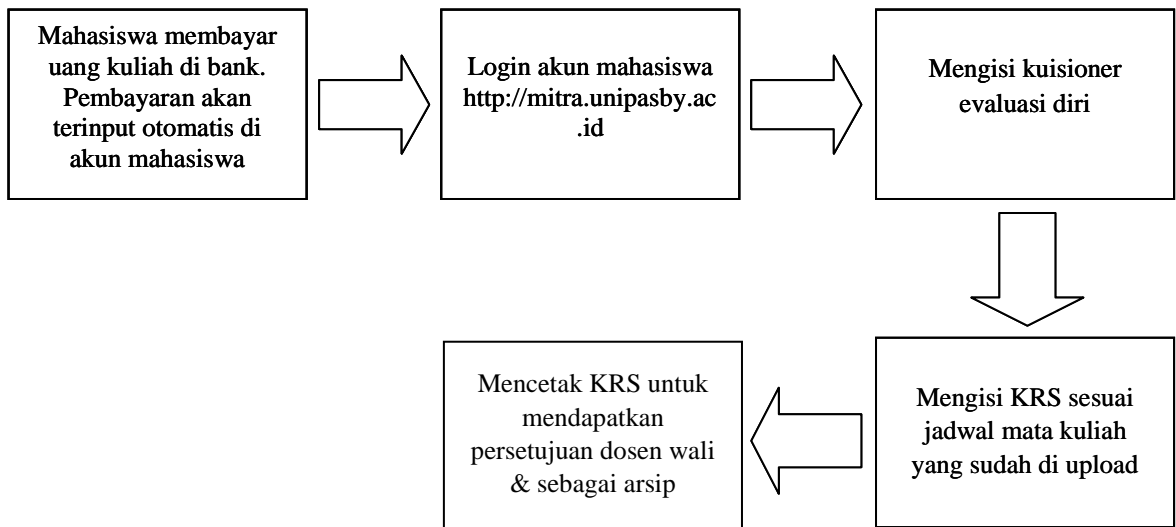 Mahasiswa membayar
uang kuliah di bank.
Pembayaran akan
terinput otomatis di
akun mahasiswa
Login akun mahasiswa
http://mitra.unipasby.ac
.id
Mengisi kuisioner
evaluasi diri
Mengisi KRS sesuai
jadwal mata kuliah
yang sudah di upload
Mencetak KRS untuk
mendapatkan
persetujuan dosen wali
& sebagai arsip